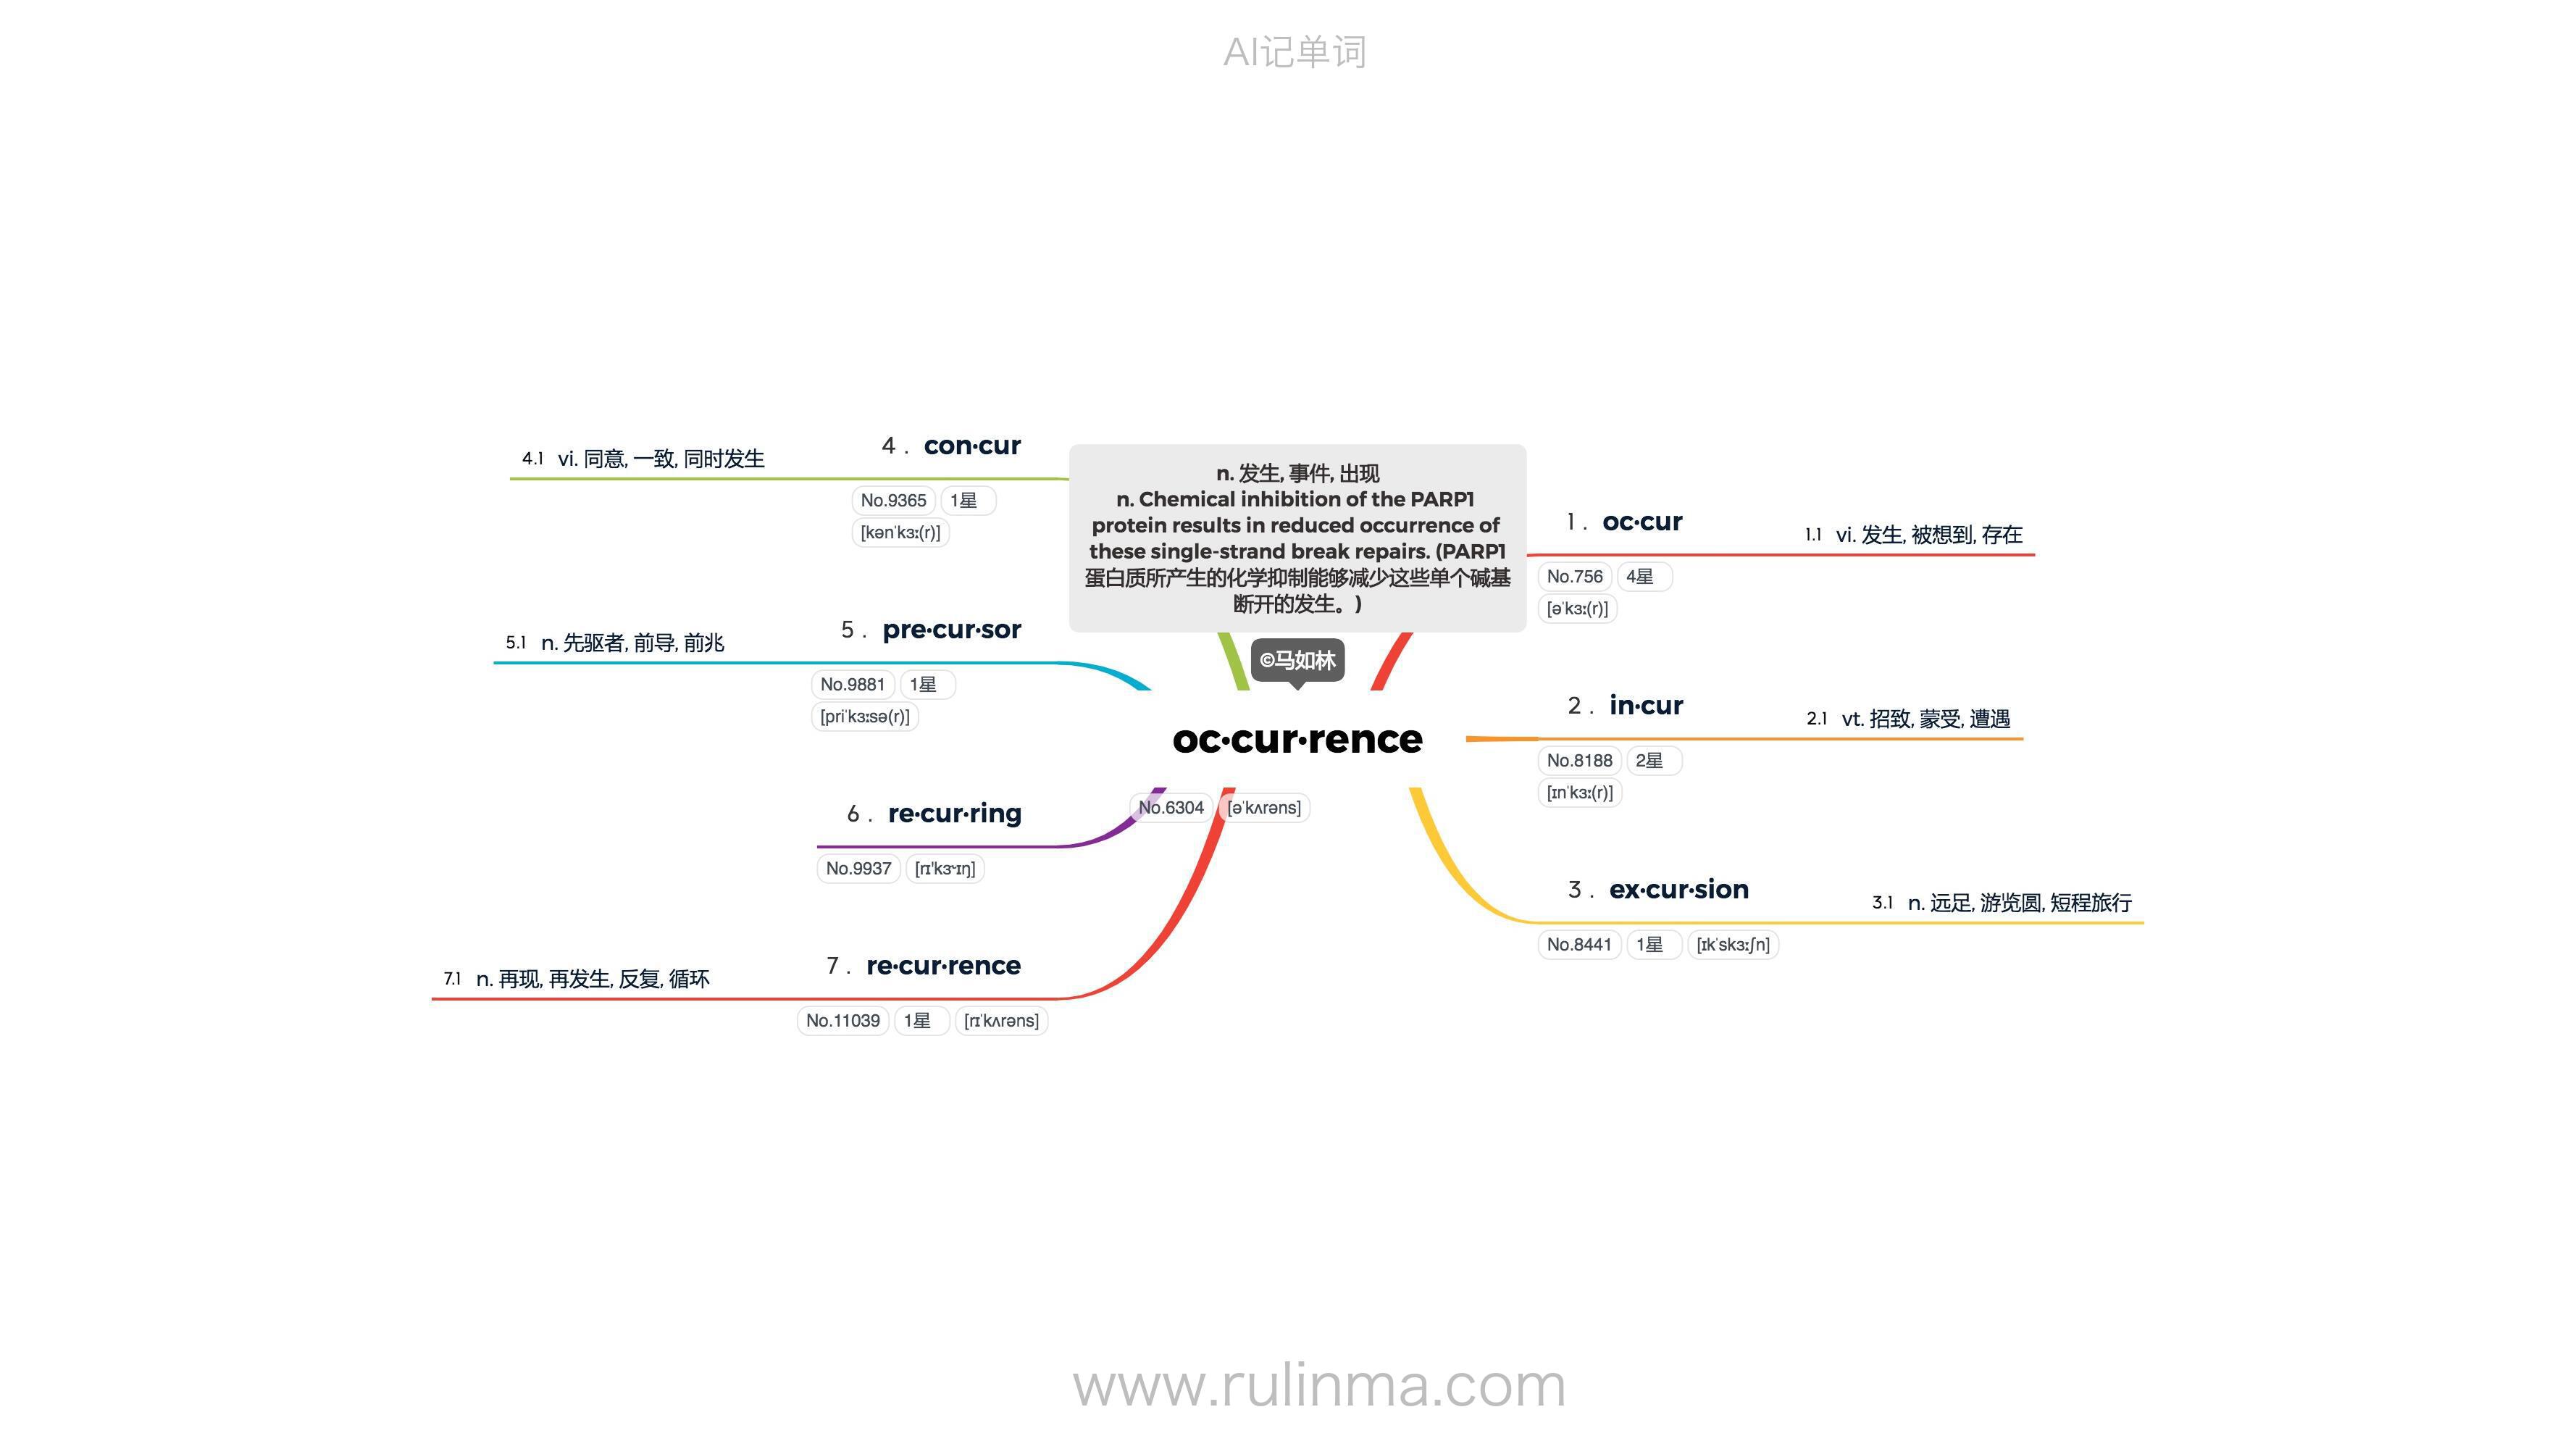 AI记单词
n. 发生, 事件, 出现
n. Chemical inhibition of the PARP1
protein results in reduced occurrence of
these single-strand break repairs. (PARP1
蛋白质所产生的化学抑制能够减少这些单个碱基
断开的发生。)
©马如林
oc·cur·rence
No.6304 [əˈkʌrəns]
1 . oc·cur
1.1 vi. 发生, 被想到, 存在
No.756 4星
[əˈkɜː(r)]
2 . in·cur
2.1 vt. 招致, 蒙受, 遭遇
No.8188 2星
[ɪnˈkɜː(r)]
3 . ex·cur·sion
3.1 n. 远足, 游览圆, 短程旅行
No.8441 1星 [ɪkˈskɜːʃn]
4 . con·cur
4.1 vi. 同意, 一致, 同时发生
No.9365 1星
[kənˈkɜː(r)]
5 . pre·cur·sor
5.1 n. 先驱者, 前导, 前兆
No.9881 1星
[priˈkɜːsə(r)]
6 . re·cur·ring
No.9937 [rɪ'kɝɪŋ]
7 . re·cur·rence
7.1 n. 再现, 再发生, 反复, 循环
No.11039 1星 [rɪˈkʌrəns]
www.rulinma.com